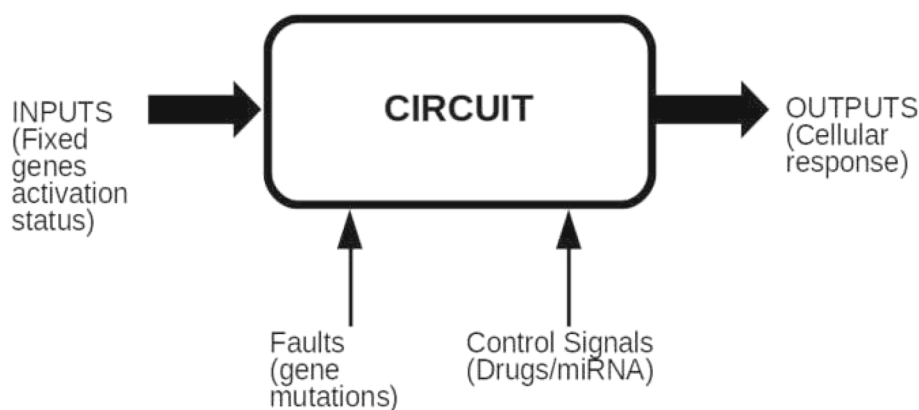 INPUTS
(Fixed
genes
activation
status)
CIRCUIT
OUTPUTS
(Cellular
response)
Faults
(gene
mutations)
Control Signals
(Drugs/miRNA)